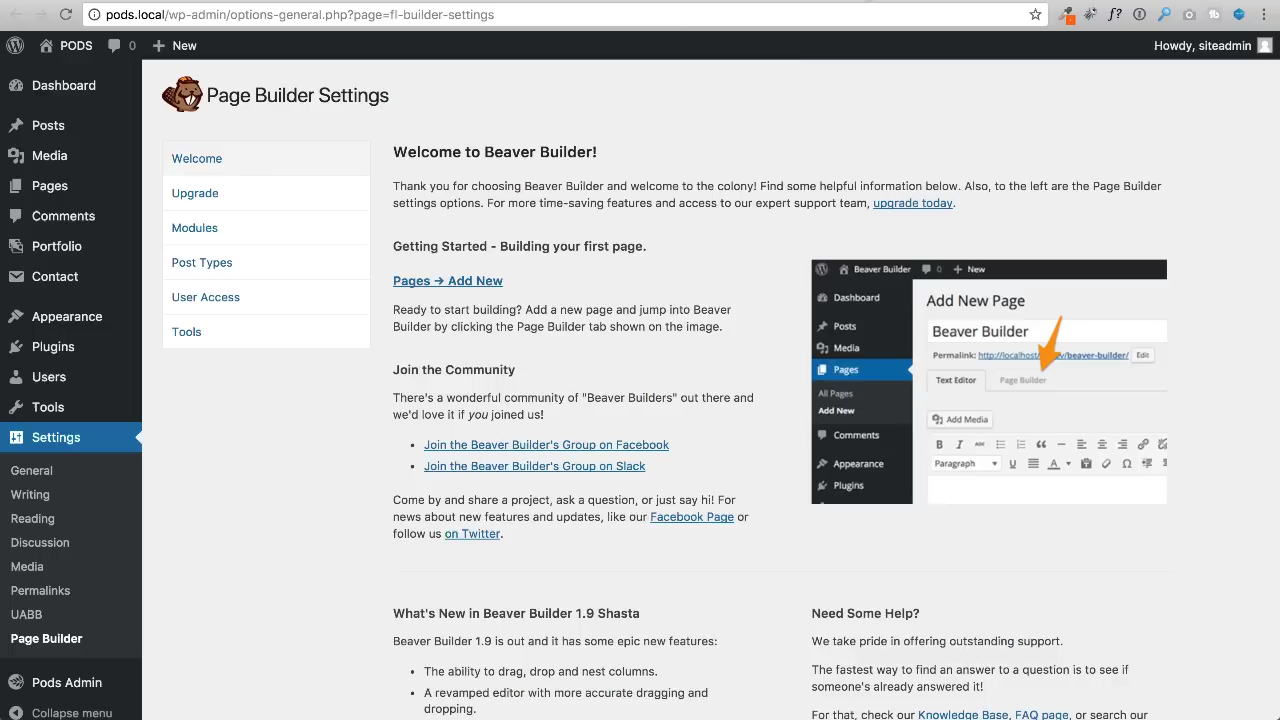 pods.local/wp-admin/options-general.php?page=fl-builder-settings
PODS
0
New
Howdy, siteadmin
Dashboard
Posts
Media
Pages
Comments
Portfolio
Contact
Appearance
Plugins
Users
Tools
Settings
General
Writing
Reading
Discussion
Media
Permalinks
UABB
Page Builder
Pods Admin
Collapse menu
Page Builder Settings
Welcome
Upgrade
Modules
Post Types
User Access
Tools
Welcome to Beaver Builder!
Thank you for choosing Beaver Builder and welcome to the colony! Find some helpful information below. Also, to the left are the Page Builder
settings options. For more time-saving features and access to our expert support team, upgrade today.
Getting Started - Building your first page.
Pages → Add New
Ready to start building? Add a new page and jump into Beaver
Builder by clicking the Page Builder tab shown on the image.
Join the Community
There's a wonderful community of "Beaver Builders" out there and
we'd love it if you joined us!
• Join the Beaver Builder's Group on Facebook
• Join the Beaver Builder's Group on Slack
Come by and share a project, ask a question, or just say hi! For
news about new features and updates, like our Facebook Page or
follow us on Twitter.
Beaver Builder
0
New
Dashboard
Posts
Media
Pages
All Pages
Add New
Comments
Appearance
Plugins
Add New Page
Beaver Builder
Permalink: http://localhost/ /beaver-builder/ Edit
Text Editor
Page Builder
Add Media
B I ABC
Paragraph
U A Ω
What's New in Beaver Builder 1.9 Shasta
Beaver Builder 1.9 is out and it has some epic new features:
• The ability to drag, drop and nest columns.
• A revamped editor with more accurate dragging and
dropping.
Need Some Help?
We take pride in offering outstanding support.
The fastest way to find an answer to a question is to see if
someone's already answered it!
For that, check our Knowledge Base, FAQ page, or search our